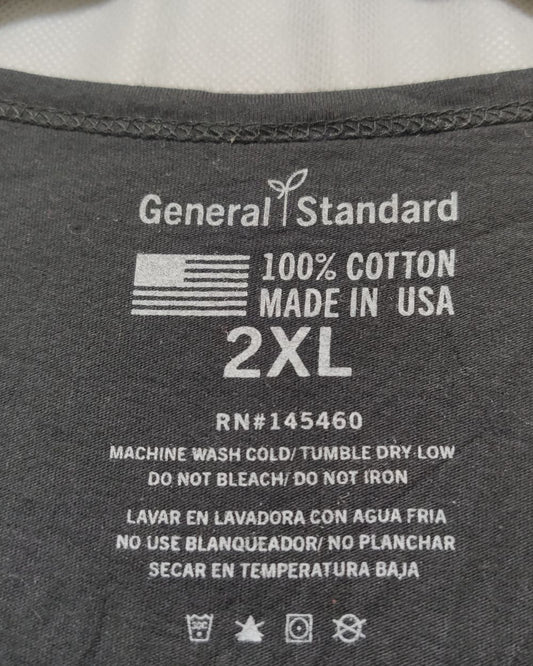 General Standard
100% COTTON
MADE IN USA
2XL
RN#145460
MACHINE WASH COLD/ TUMBLE DRY LOW
DO NOT BLEACH/ DO NOT IRON
LAVAR EN LAVADORA CON AGUA FRIA
NO USE BLANQUEADOR/ NO PLANCHAR
SECAR EN TEMPERATURA BAJA
30C